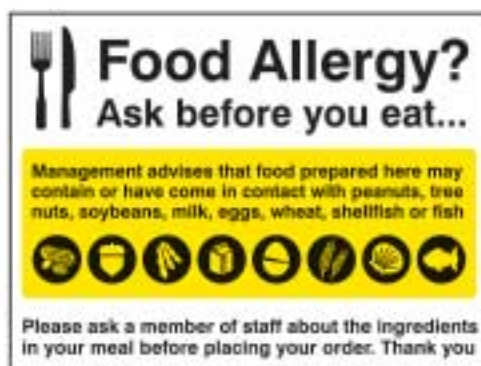 Food Allergy?
Ask before you eat...
Management advises that food prepared here may
contain or have come in contact with peanuts, tree
nuts, soybeans, milk, eggs, wheat, shellfish or fish
Please ask a member of staff about the ingredients
in your meal before placing your order. Thank you